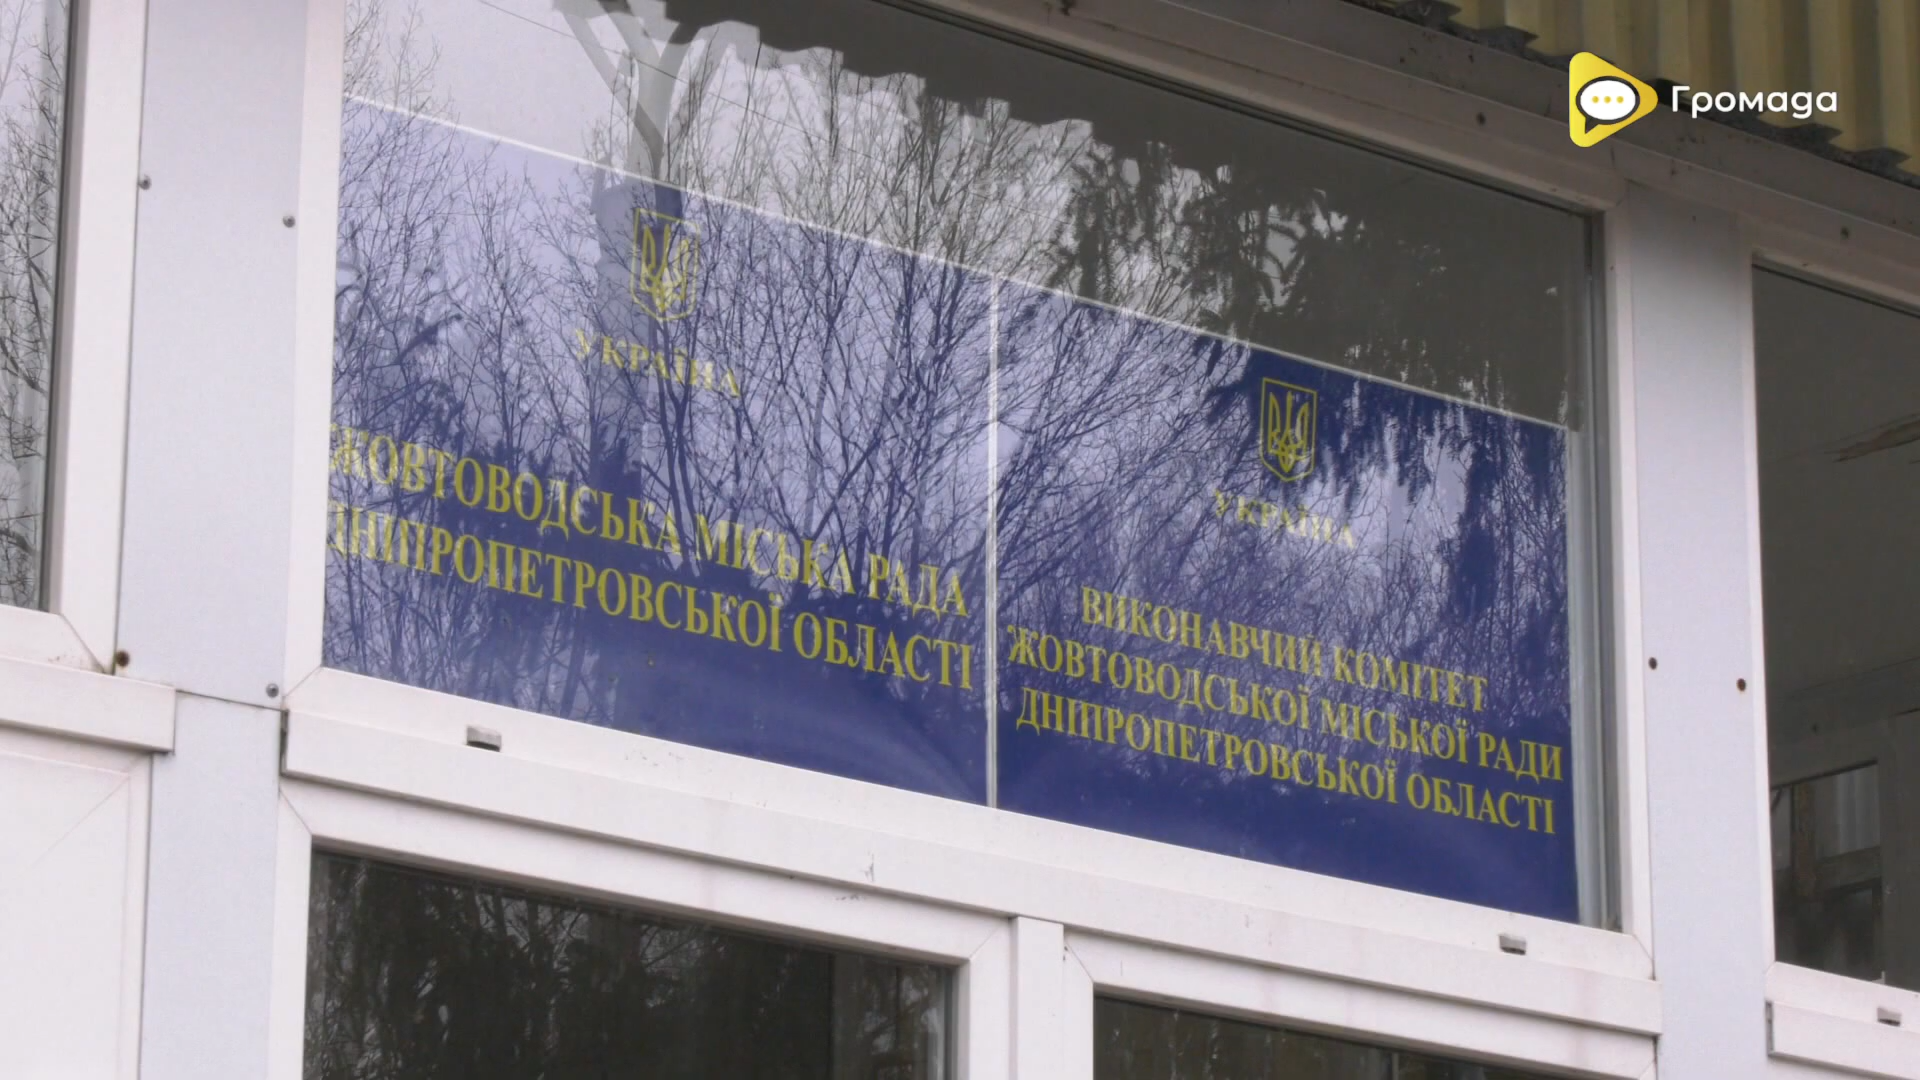 Громада
УКРАЇНА
ЖОВТОВОДСЬКА МІСЬКА РАДА
ДНІПРОПЕТРОВСЬКОЇ ОБЛАСТІ
УКРАЇНА
ВИКОНАВЧИЙ КОМІТЕТ
ЖОВТОВОДСЬКОЇ МІСЬКОЇ РАДИ
ДНІПРОПЕТРОВСЬКОЇ ОБЛАСТІ